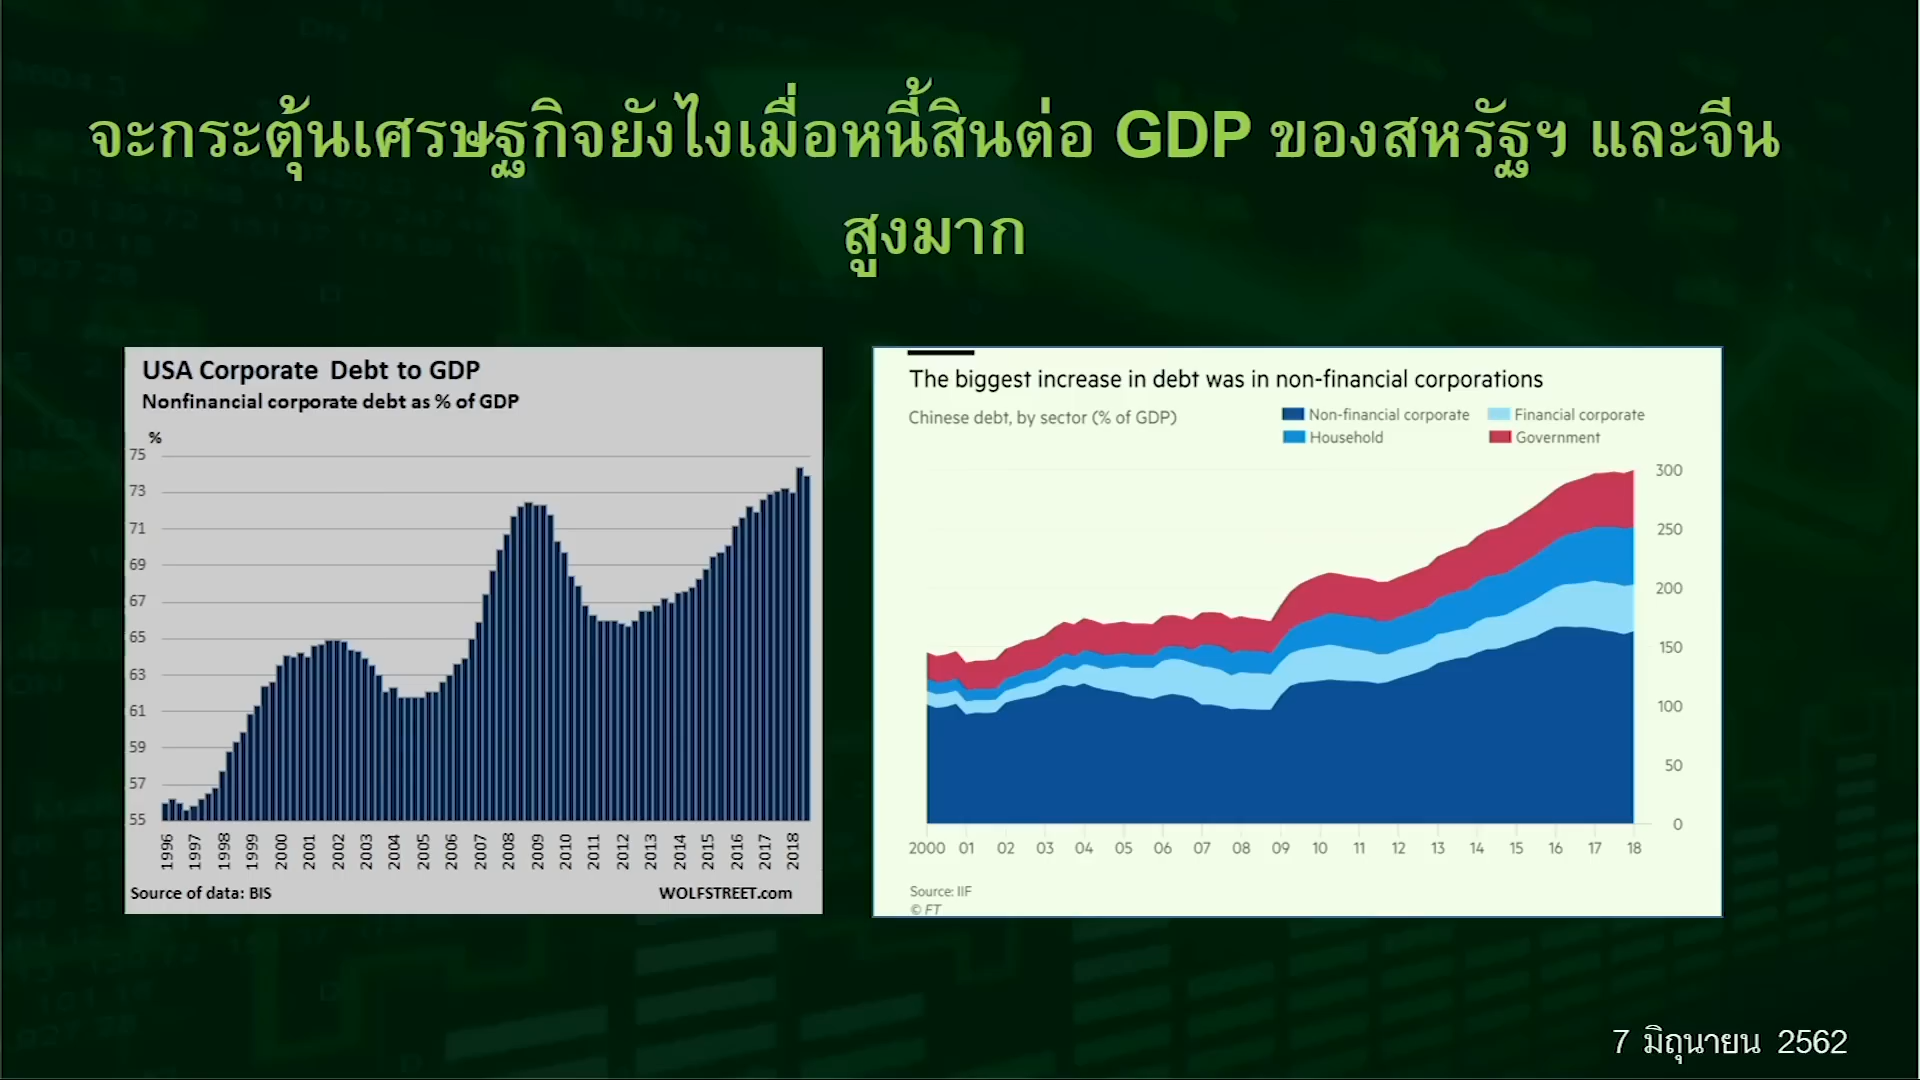 จะกระตุ้นเศรษฐกิจยังไงเมื่อหนี้สินต่อ GDP ของสหรัฐฯ และจีน
สูงมาก
USA Corporate Debt to GDP
Nonfinancial corporate debt as % of GDP
%
75
73
71
69
67
65
63
61
59
57
55
1996 1997 1998 1999 2000 2001 2002 2003 2004 2005 2006 2007 2008 2009 2010 2011 2012 2013 2014 2015 2016 2017 2018
Source of data: BIS WOLFSTREET.com
The biggest increase in debt was in non-financial corporations
Chinese debt, by sector (% of GDP)
Non-financial corporate Financial corporate
Household Government
300
250
200
150
100
50
0
2000 01 02 03 04 05 06 07 08 09 10 11 12 13 14 15 16 17 18
Source: IIF
© FT
7 มิถุนายน 2562